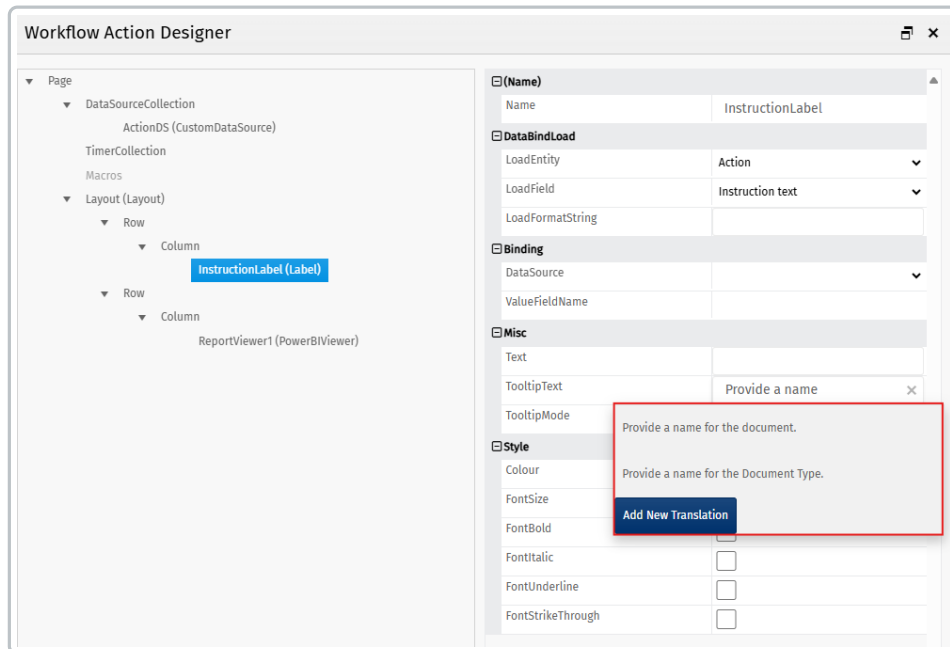 Workflow Action Designer
Page
DataSourceCollection
ActionDS (CustomDataSource)
TimerCollection
Macros
Layout (Layout)
Row
Column
InstructionLabel (Label)
Row
Column
ReportViewer1 (PowerBIViewer)
(Name)
Name InstructionLabel
DataBindLoad
LoadEntity Action
LoadField Instruction text
LoadFormatString
Binding
DataSource
ValueFieldName
Misc
Text
TooltipText Provide a name
TooltipMode
Provide a name for the document.
Style
Colour
Provide a name for the Document Type.
FontSize
Add New Translation
FontBold
FontItalic
FontUnderline
FontStrikeThrough